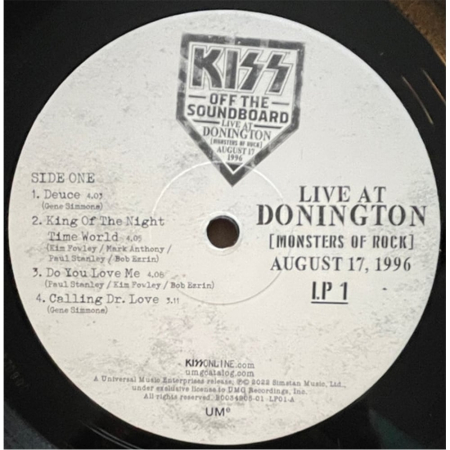 KISS
OFF THE
SOUNDBOARD
LIVE AT
DONINGTON
[MONSTERS OF ROCK]
AUGUST 17
1996
SIDE ONE
1. Deuce 4.03
(Gene Simmons)
2. King Of The Night
Time World 4.05
(Kim Fowley / Mark Anthony /
Paul Stanley / Bob Ezrin)
3. Do You Love Me 4.08
(Paul Stanley / Kim Fowley / Bob Ezrin)
4. Calling Dr. Love 3.11
(Gene Simmons)
LIVE AT
DONINGTON
[MONSTERS OF ROCK]
AUGUST 17, 1996
LP 1
KISSONLINE.com
umgcatalog.com
A Universal Music Enterprises release, ℗© 2022 Simstan Music, Ltd.,
under exclusive license to UMG Recordings, Inc.
All rights reserved. LP01-A
UMe